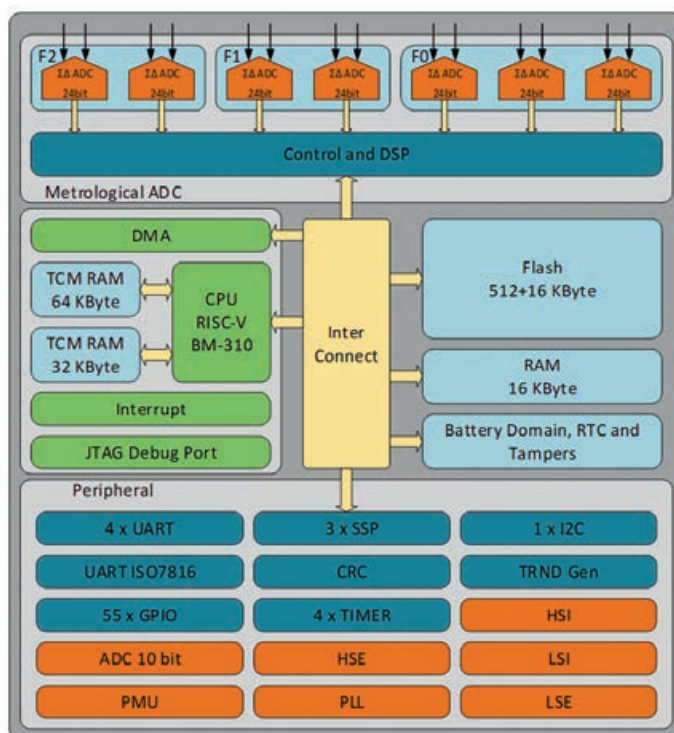 F2
F1
F0
ΣΔ ADC
24bit
ΣΔ ADC
24bit
ΣΔ ADC
24bit
ΣΔ ADC
24bit
ΣΔ ADC
24bit
ΣΔ ADC
24bit
ΣΔ ADC
24bit
Control and DSP
Metrological ADC
DMA
TCM RAM
64 KByte
CPU
RISC-V
BM-310
TCM RAM
32 KByte
Interrupt
JTAG Debug Port
Inter
Connect
Flash
512+16 KByte
RAM
16 KByte
Battery Domain, RTC and
Tampers
Peripheral
4 x UART
3 x SSP
1 x I2C
UART ISO7816
CRC
TRND Gen
55 x GPIO
4 x TIMER
HSI
ADC 10 bit
HSE
LSI
PMU
PLL
LSE